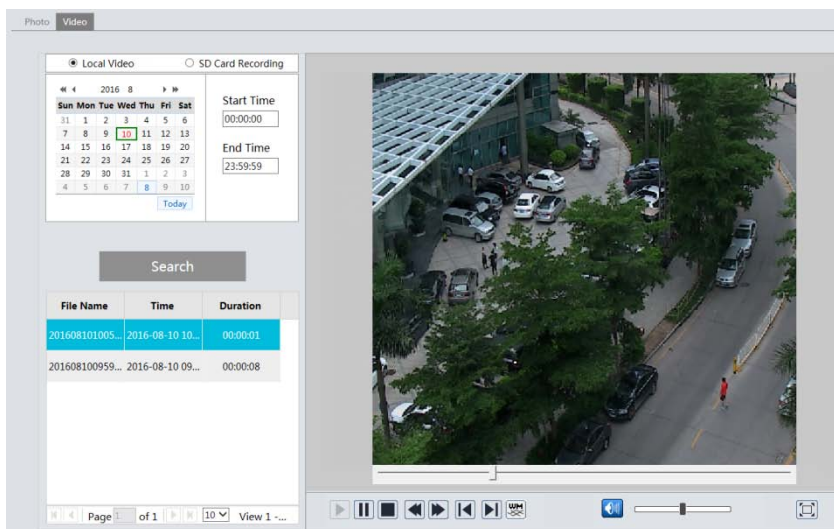 Photo Video
Local Video SD Card Recording
2016 8
Sun Mon Tue Wed Thu Fri Sat
31 1 2 3 4 5 6
7 8 9 10 11 12 13
14 15 16 17 18 19 20
21 22 23 24 25 26 27
28 29 30 31 1 2 3
4 5 6 7 8 9 10
Today
Start Time
00:00:00
End Time
23:59:59
Search
File Name Time Duration
201608101005... 2016-08-10 10... 00:00:01
201608100959... 2016-08-10 09... 00:00:08
Page 1 of 1 10 View 1 -...
WM